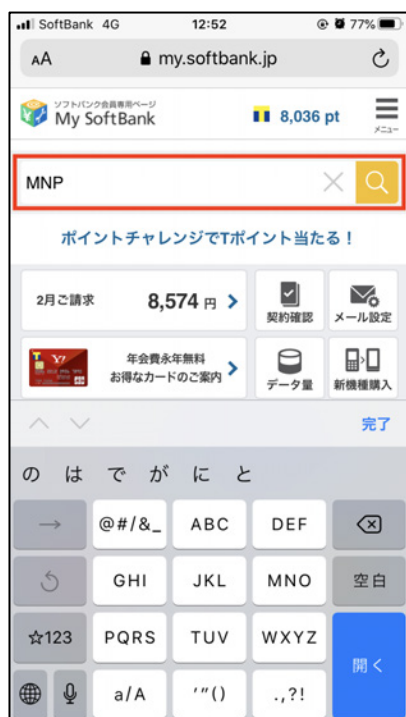 SoftBank 4G 12:52 77%
AA my.softbank.jp
ソフトバンク会員専用ページ
My SoftBank
8,036 pt
メニュー
MNP
ポイントチャレンジでTポイント当たる!
2月ご請求 8,574 円
契約確認
メール設定
Y!
年会費永年無料
お得なカードのご案内
データ量
新機種購入
完了
の は で が に と
→ @#/&_ ABC DEF
GHI JKL MNO 空白
☆123 PQRS TUV WXYZ
開く
a/A ’”() .,?!